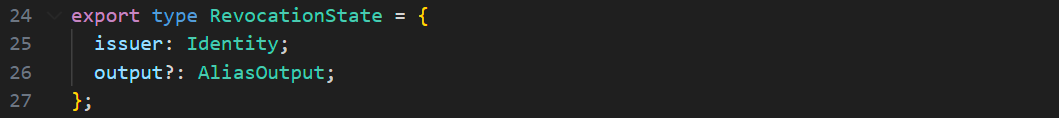 24 export type RevocationState = {
25 issuer: Identity;
26 output?: AliasOutput;
27 };